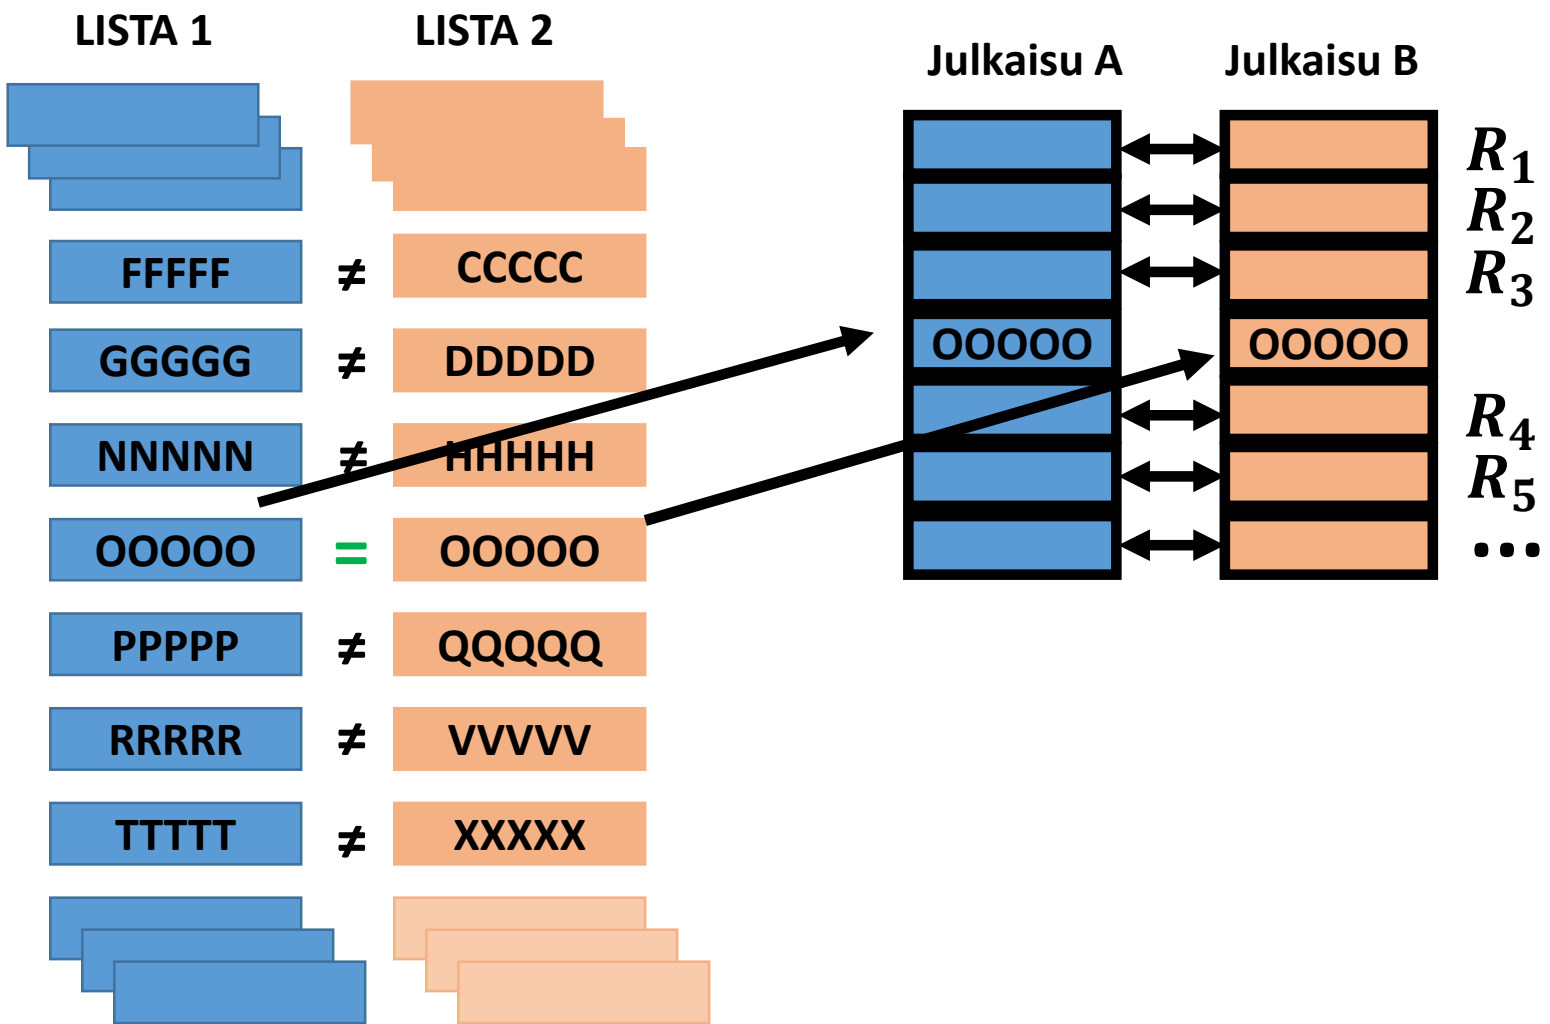 LISTA 1 LISTA 2
Julkaisu A Julkaisu B
R1
R2
R3
FFFFF ≠ CCCCC
GGGGG ≠ DDDDD
OOOOO OOOOO
NNNNN ≠ HHHHH
R4
R5
...
OOOOO = OOOOO
PPPPP ≠ QQQQQ
RRRRR ≠ VVVVV
TTTTT ≠ XXXXX